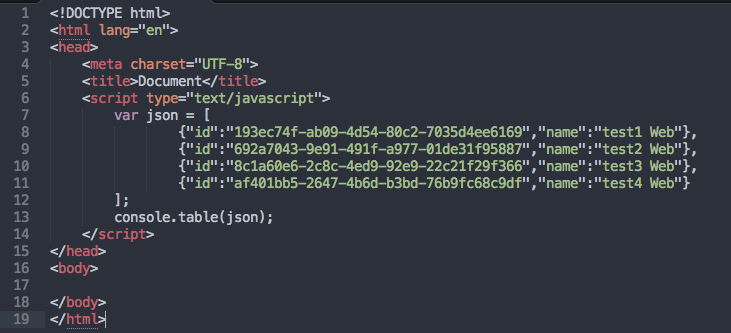 1 <!DOCTYPE html>
2 <html lang="en">
3 <head>
4     <meta charset="UTF-8">
5     <title>Document</title>
6     <script type="text/javascript">
7         var json = [
8                 {"id":"193ec74f-ab09-4d54-80c2-7035d4ee6169","name":"test1 Web"},
9                 {"id":"692a7043-9e91-491f-a977-01de31f95887","name":"test2 Web"},
10                 {"id":"8c1a60e6-2c8c-4ed9-92e9-22c21f29f366","name":"test3 Web"},
11                 {"id":"af401bb5-2647-4b6d-b3bd-76b9fc68c9df","name":"test4 Web"}
12         ];
13         console.table(json);
14     </script>
15 </head>
16 <body>
17
18 </body>
19 </html>